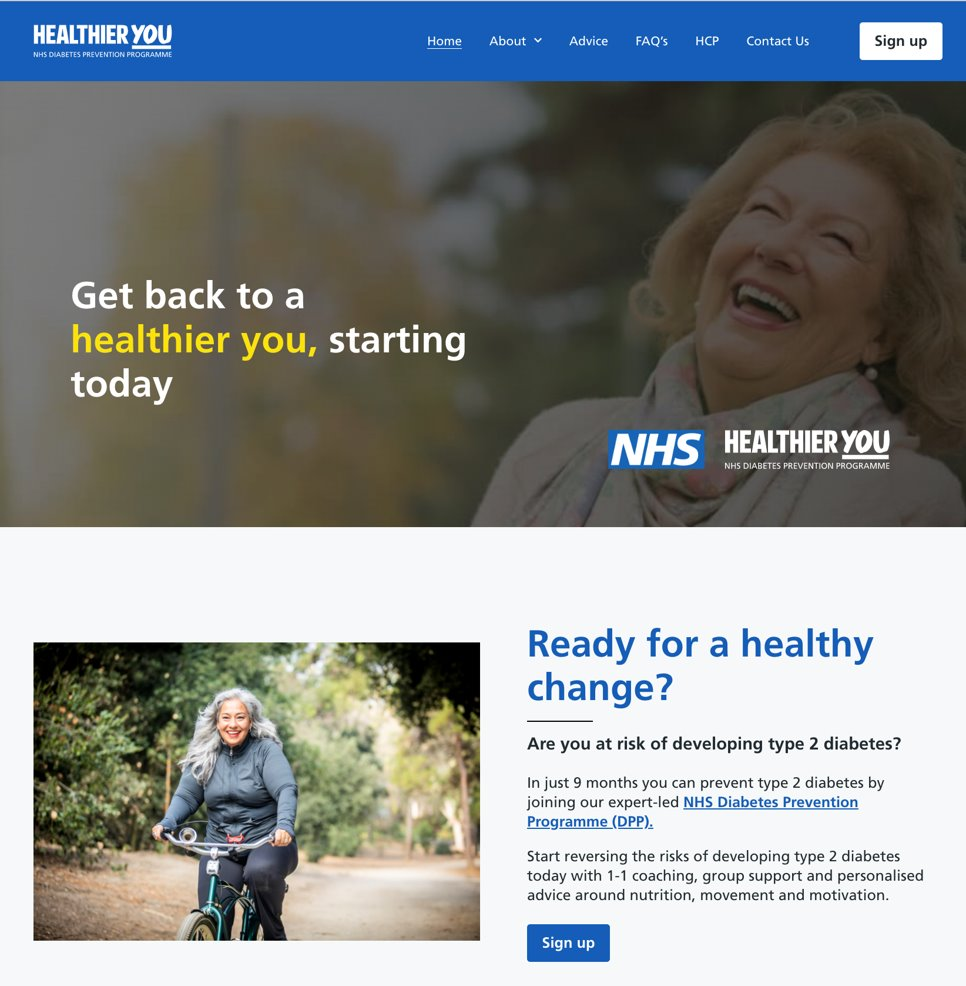 HEALTHIER YOU
NHS DIABETES PREVENTION PROGRAMME
Home
About
Advice
FAQ's
HCP
Contact Us
Sign up
Get back to a
healthier you, starting
today
NHS
HEALTHIER YOU
NHS DIABETES PREVENTION PROGRAMME
Ready for a healthy
change?
Are you at risk of developing type 2 diabetes?
In just 9 months you can prevent type 2 diabetes by
joining our expert-led NHS Diabetes Prevention
Programme (DPP).
Start reversing the risks of developing type 2 diabetes
today with 1-1 coaching, group support and personalised
advice around nutrition, movement and motivation.
Sign up